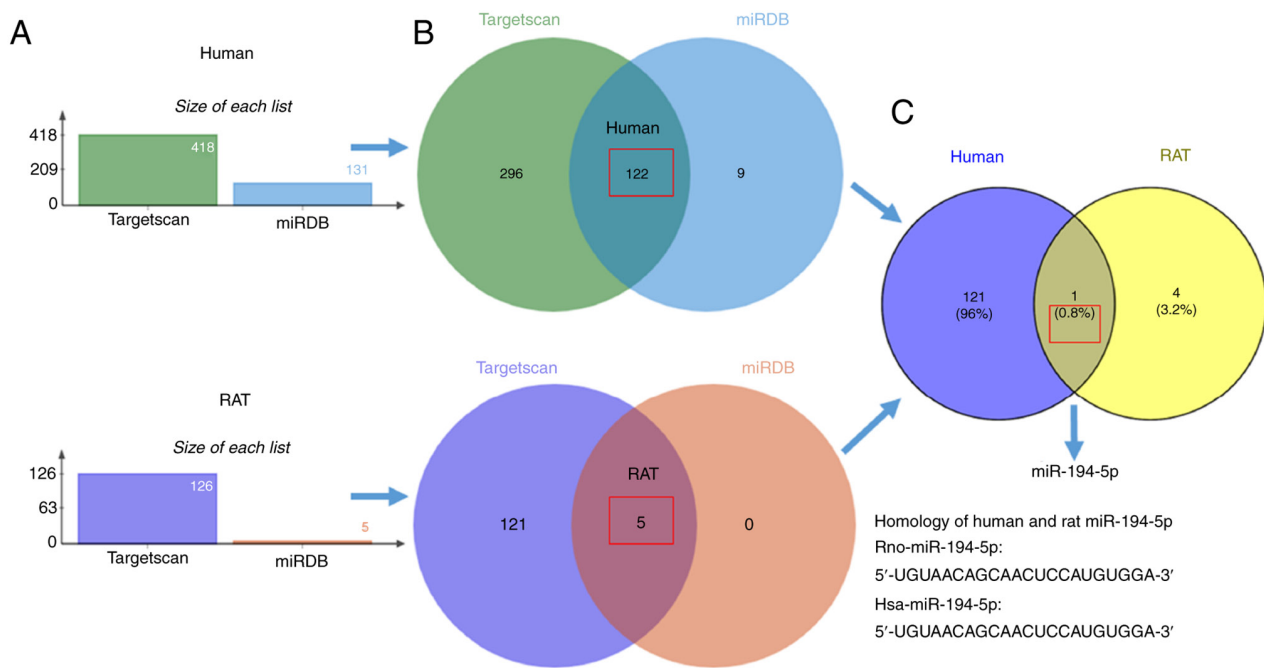 A
Human
Size of each list
418
209
0
418
131
Targetscan
miRDB
RAT
Size of each list
126
63
0
126
5
Targetscan
miRDB
B
Targetscan
miRDB
Human
296
122
9
Targetscan
miRDB
RAT
121
5
0
C
Human
RAT
121
(96%)
1
(0.8%)
4
(3.2%)
miR-194-5p
Homology of human and rat miR-194-5p
Rno-miR-194-5p:
5′-UGUAACAGCAACUCCAUGUGGA-3′
Hsa-miR-194-5p:
5′-UGUAACAGCAACUCCAUGUGGA-3′